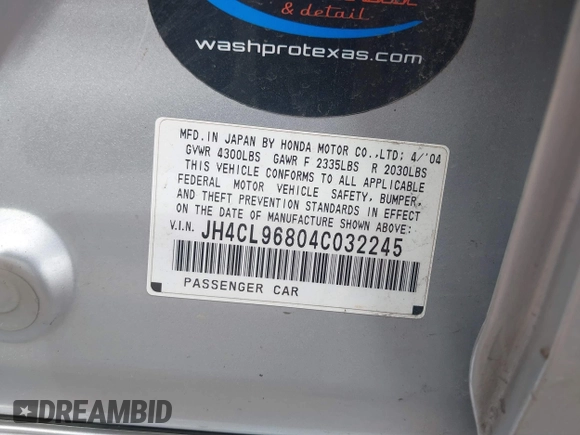 & detail
washprotexas.com
MFD. IN JAPAN BY HONDA MOTOR CO.,LTD: 4/'04
GVWR 4300LBS GAWR F 2335LBS R 2030LBS
THIS VEHICLE CONFORMS TO ALL APPLICABLE
FEDERAL MOTOR VEHICLE SAFETY, BUMPER,
AND THEFT PREVENTION STANDARDS IN EFFECT
ON THE DATE OF MANUFACTURE SHOWN ABOVE:
V.I.N. JH4CL96804C032245
PASSENGER CAR
DREAMBID